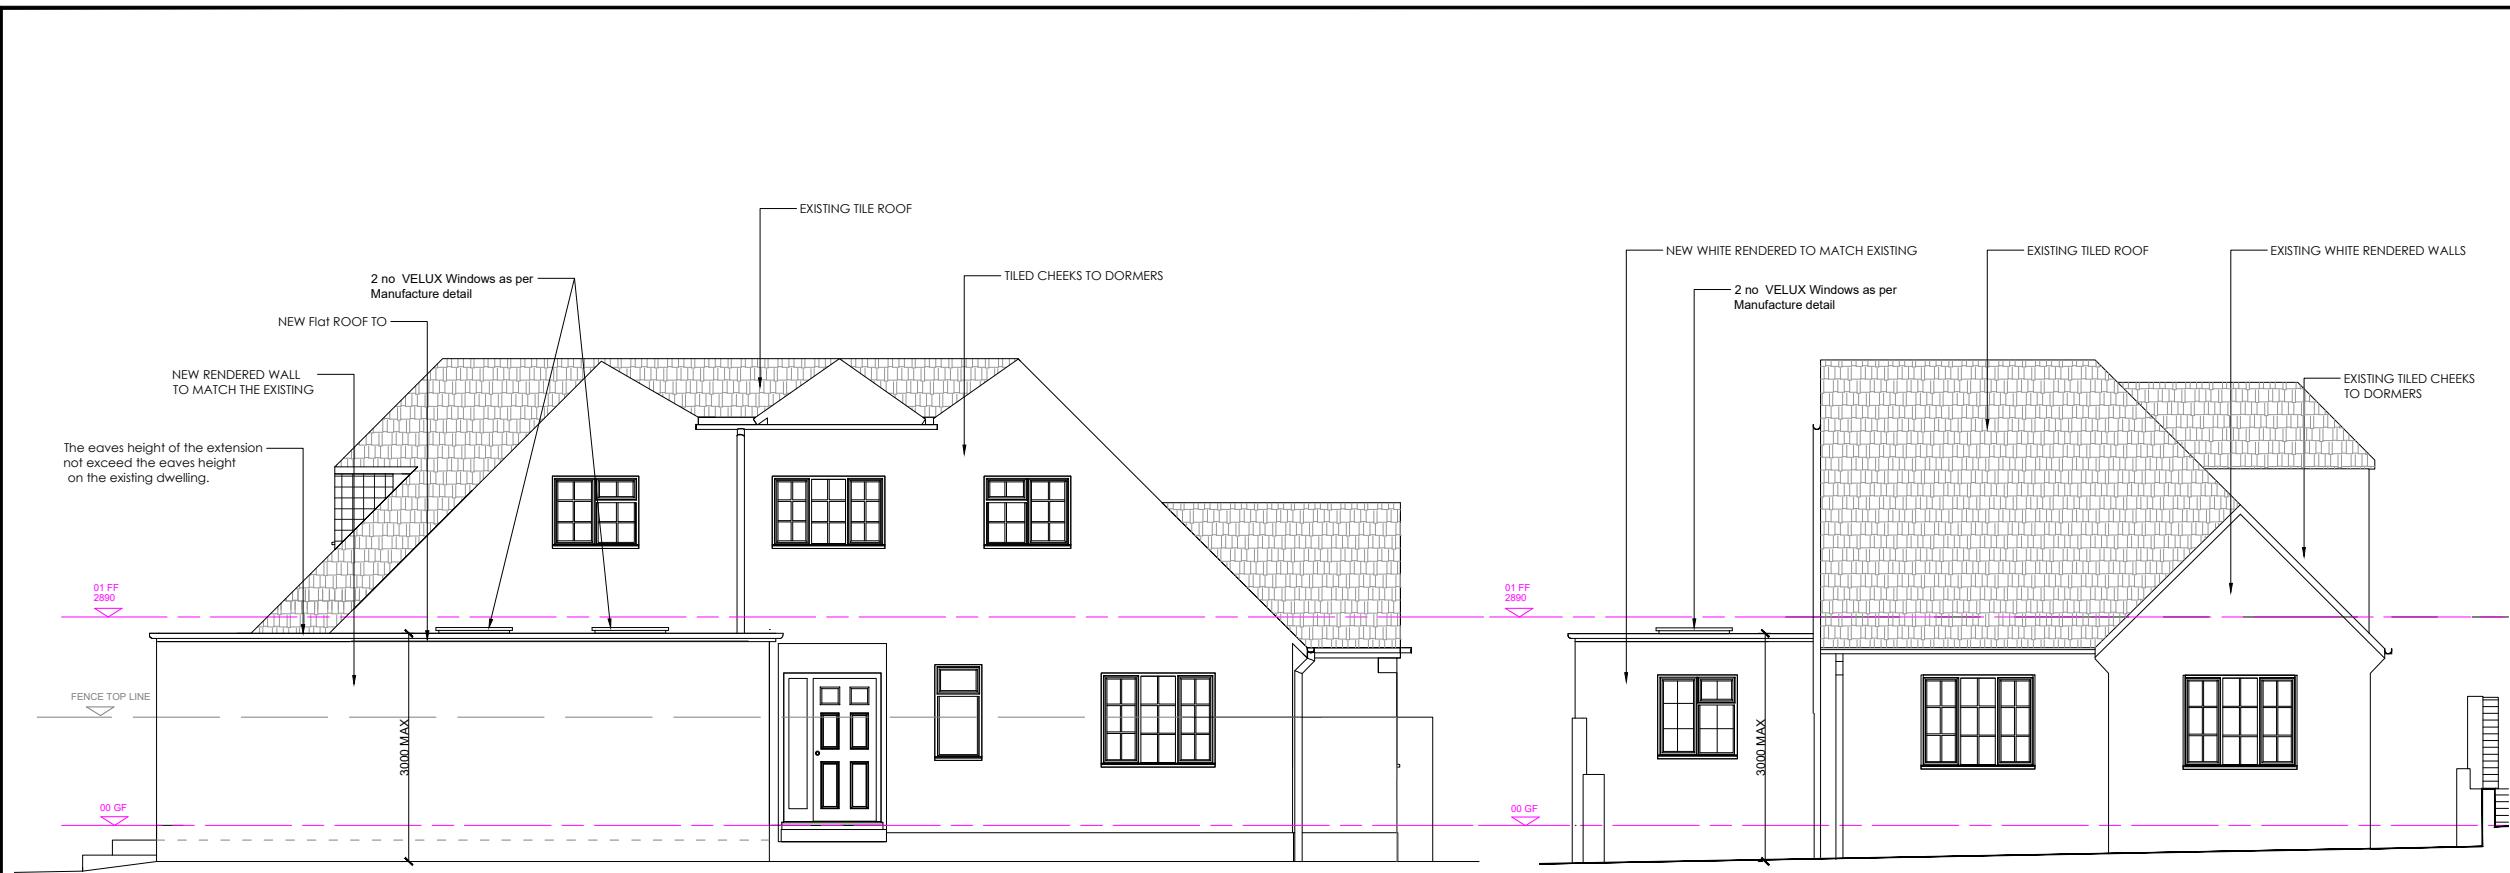 EXISTING TILE ROOF
2 no VELUX Windows as per
Manufacture detail
TILED CHEEKS TO DORMERS
NEW Flat ROOF TO
NEW RENDERED WALL
TO MATCH THE EXISTING
The eaves height of the extension
not exceed the eaves height
on the existing dwelling.
01 FF
2890
FENCE TOP LINE
3000 MAX
00 GF
NEW WHITE RENDERED TO MATCH EXISTING
EXISTING TILED ROOF
EXISTING WHITE RENDERED WALLS
2 no VELUX Windows as per
Manufacture detail
EXISTING TILED CHEEKS
TO DORMERS
01 FF
2890
3000 MAX
00 GF